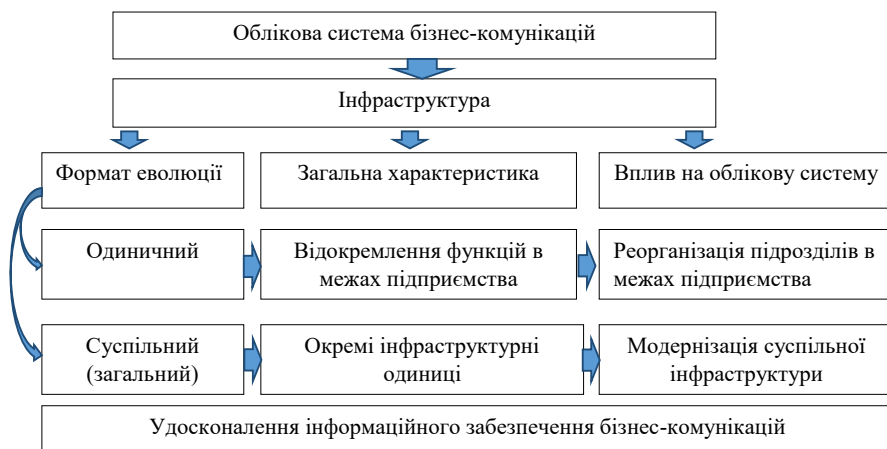 Облікова система бізнес-комунікацій
Інфраструктура
Формат еволюції
Загальна характеристика
Вплив на облікову систему
Одиничний
Відокремлення функцій в
межах підприємства
Реорганізація підрозділів в
межах підприємства
Суспільний
(загальний)
Окремі інфраструктурні
одиниці
Модернізація суспільної
інфраструктури
Удосконалення інформаційного забезпечення бізнес-комунікацій